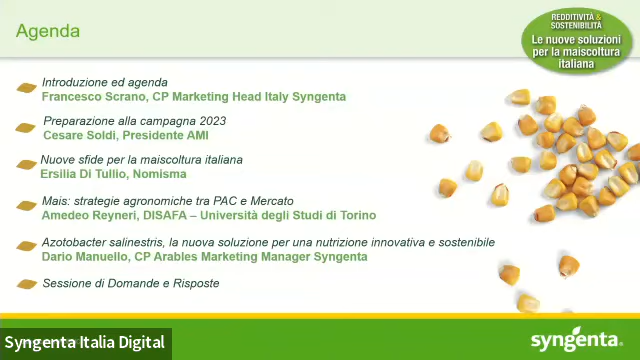 Agenda
REDDITIVITÀ &
SOSTENIBILITÀ
Le nuove soluzioni
per la maiscoltura
italiana
Introduzione ed agenda
Francesco Scrano, CP Marketing Head Italy Syngenta
Preparazione alla campagna 2023
Cesare Soldi, Presidente AMI
Nuove sfide per la maiscoltura italiana
Ersilia Di Tullio, Nomisma
Mais: strategie agronomiche tra PAC e Mercato
Amedeo Reyneri, DISAFA – Università degli Studi di Torino
Azotobacter salinestris, la nuova soluzione per una nutrizione innovativa e sostenibile
Dario Manuello, CP Arables Marketing Manager Syngenta
Sessione di Domande e Risposte
Syngenta Italia Digital
syngenta